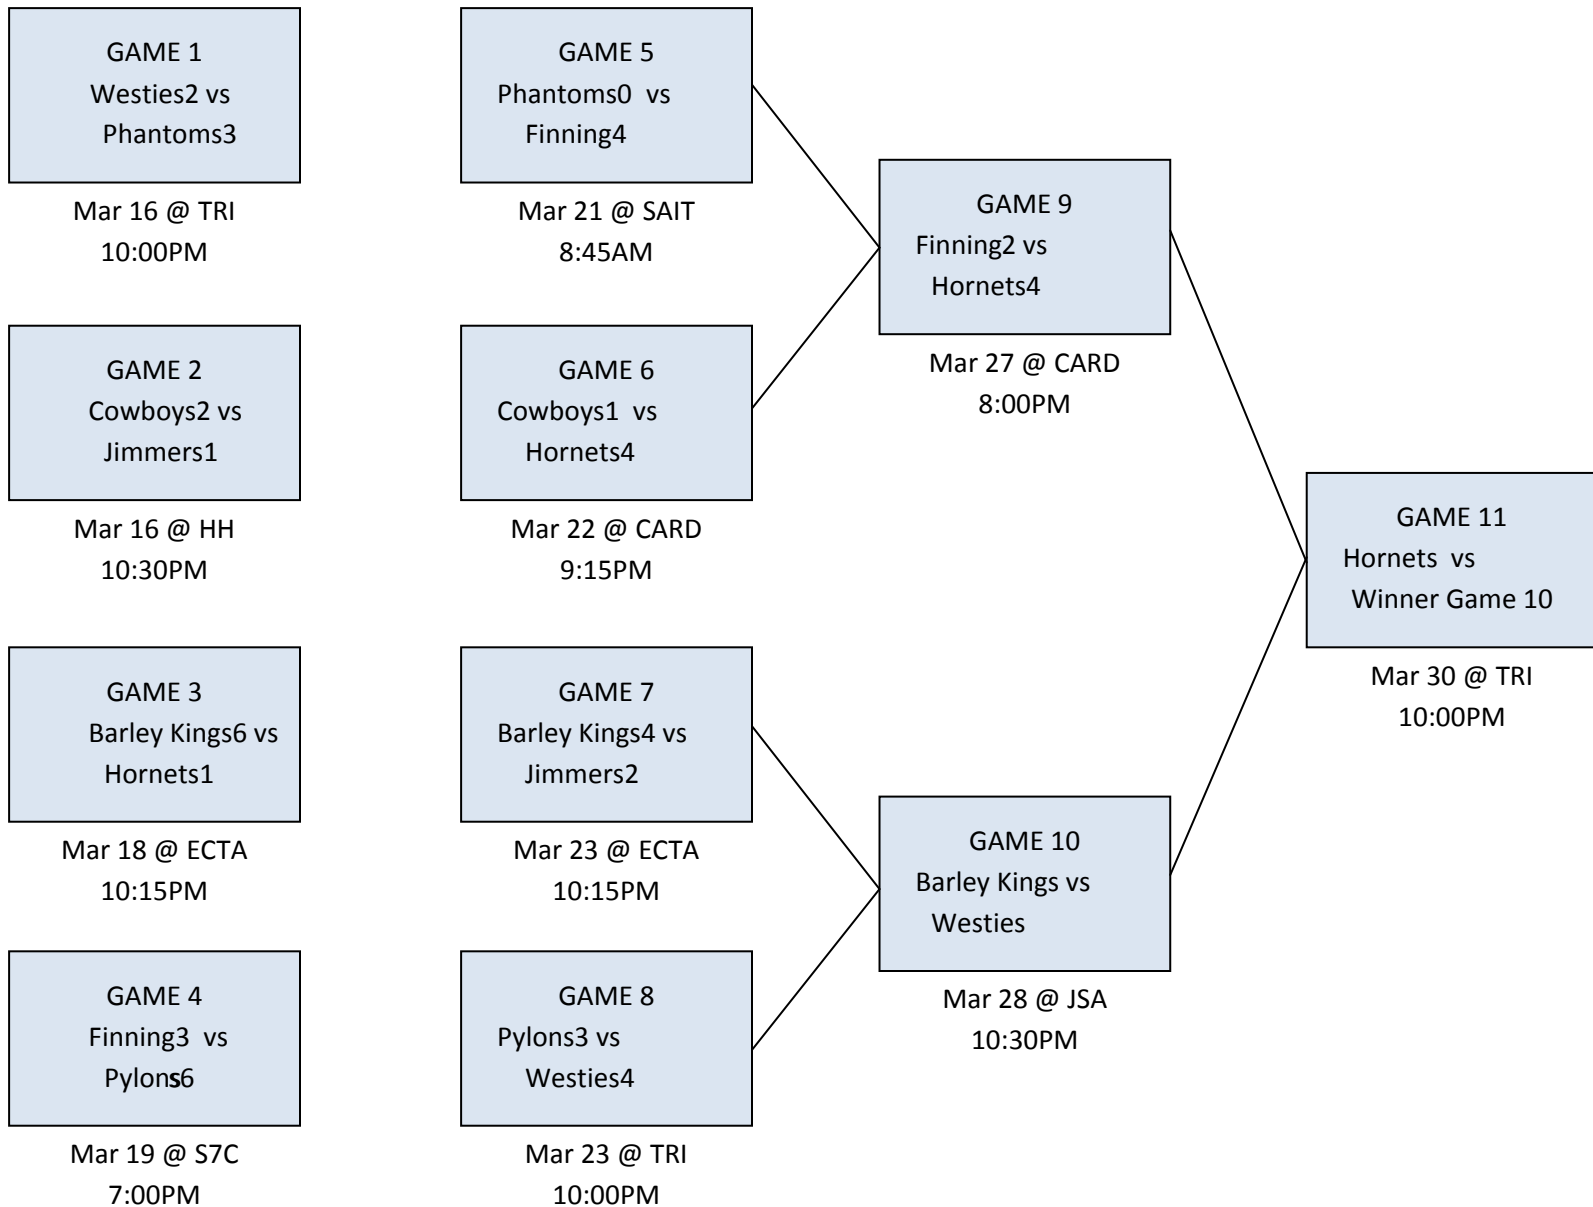 GAME 1
Westies2 vs
Phantoms3
Mar 16 @ TRI
10:00PM
GAME 2
Cowboys2 vs
Jimmers1
Mar 16 @ HH
10:30PM
GAME 3
Barley Kings6 vs
Hornets1
Mar 18 @ ECTA
10:15PM
GAME 4
Finning3 vs
Pylons6
Mar 19 @ S7C
7:00PM
GAME 5
Phantoms0 vs
Finning4
Mar 21 @ SAIT
8:45AM
GAME 6
Cowboys1 vs
Hornets4
Mar 22 @ CARD
9:15PM
GAME 7
Barley Kings4 vs
Jimmers2
Mar 23 @ ECTA
10:15PM
GAME 8
Pylons3 vs
Westies4
Mar 23 @ TRI
10:00PM
GAME 9
Finning2 vs
Hornets4
Mar 27 @ CARD
8:00PM
GAME 10
Barley Kings vs
Westies
Mar 28 @ JSA
10:30PM
GAME 11
Hornets vs
Winner Game 10
Mar 30 @ TRI
10:00PM